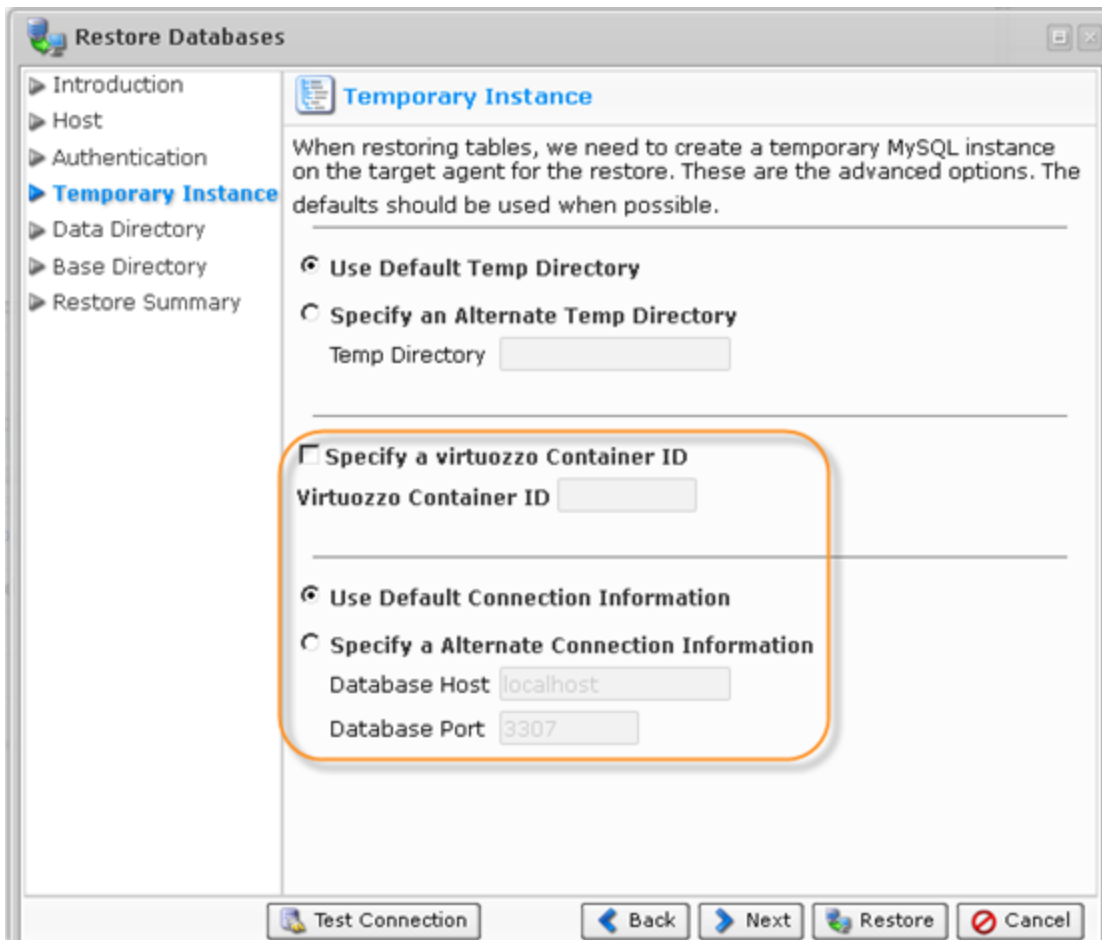 Restore Databases
Introduction
Host
Authentication
Temporary Instance
Data Directory
Base Directory
Restore Summary
Temporary Instance
When restoring tables, we need to create a temporary MySQL instance
on the target agent for the restore. These are the advanced options. The
defaults should be used when possible.
Use Default Temp Directory
Specify an Alternate Temp Directory
Temp Directory
Specify a virtuozzo Container ID
Virtuozzo Container ID
Use Default Connection Information
Specify a Alternate Connection Information
Database Host localhost
Database Port 3307
Test Connection Back Next Restore Cancel